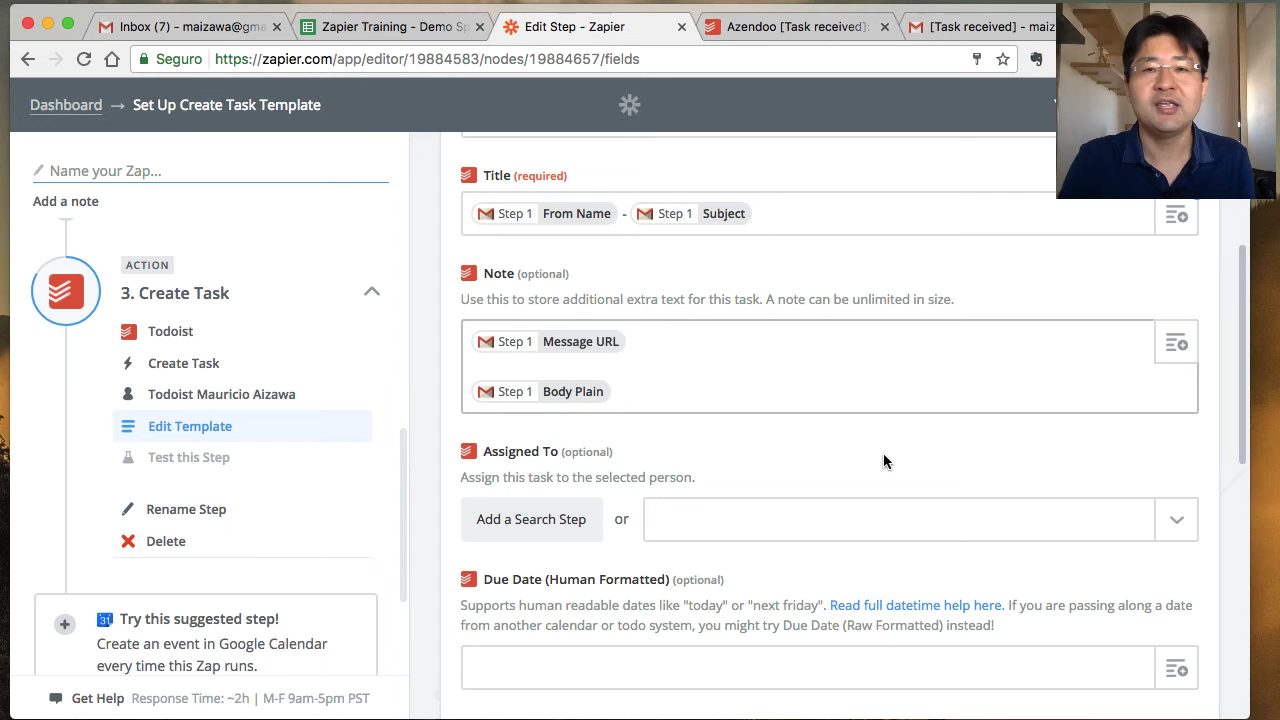 Inbox (7) - maizawa@gma
Zapier Training - Demo Sp
Edit Step - Zapier
Azendoo [Task received]:
[Task received] - maiz
Seguro
https://zapier.com/app/editor/19884583/nodes/19884657/fields
Dashboard → Set Up Create Task Template
Name your Zap...
Add a note
ACTION
3. Create Task
Todoist
Create Task
Todoist Mauricio Aizawa
Edit Template
Test this Step
Rename Step
Delete
31 Try this suggested step!
Create an event in Google Calendar
every time this Zap runs.
Get Help Response Time: ~2h | M-F 9am-5pm PST
Title (required)
Step 1 From Name - Step 1 Subject
Note (optional)
Use this to store additional extra text for this task. A note can be unlimited in size.
Step 1 Message URL
Step 1 Body Plain
Assigned To (optional)
Assign this task to the selected person.
Add a Search Step or
Due Date (Human Formatted) (optional)
Supports human readable dates like "today" or "next friday". Read full datetime help here. If you are passing along a date
from another calendar or todo system, you might try Due Date (Raw Formatted) instead!